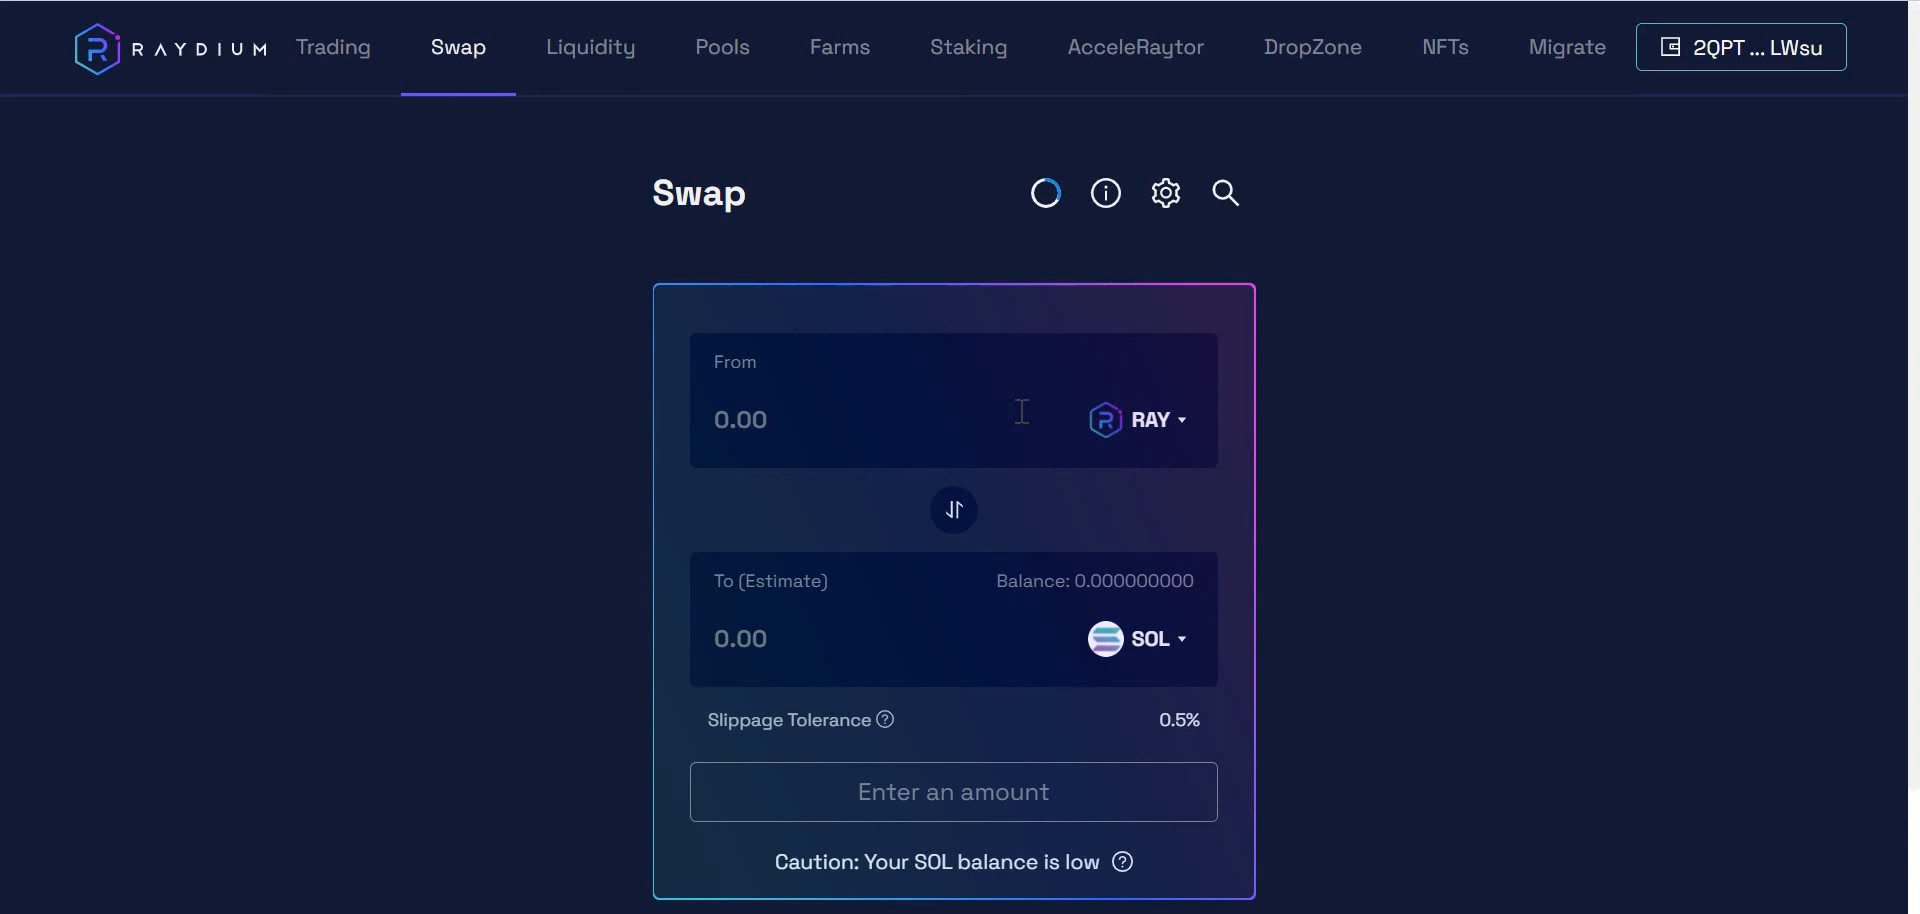 RAYDIUM Trading Swap Liquidity Pools Farms Staking AcceleRaytor DropZone NFTs Migrate 2QPT ... LWsu
Swap
From
0.00 RAY
To (Estimate) Balance: 0.000000000
0.00 SOL
Slippage Tolerance ? 0.5%
Enter an amount
Caution: Your SOL balance is low ?